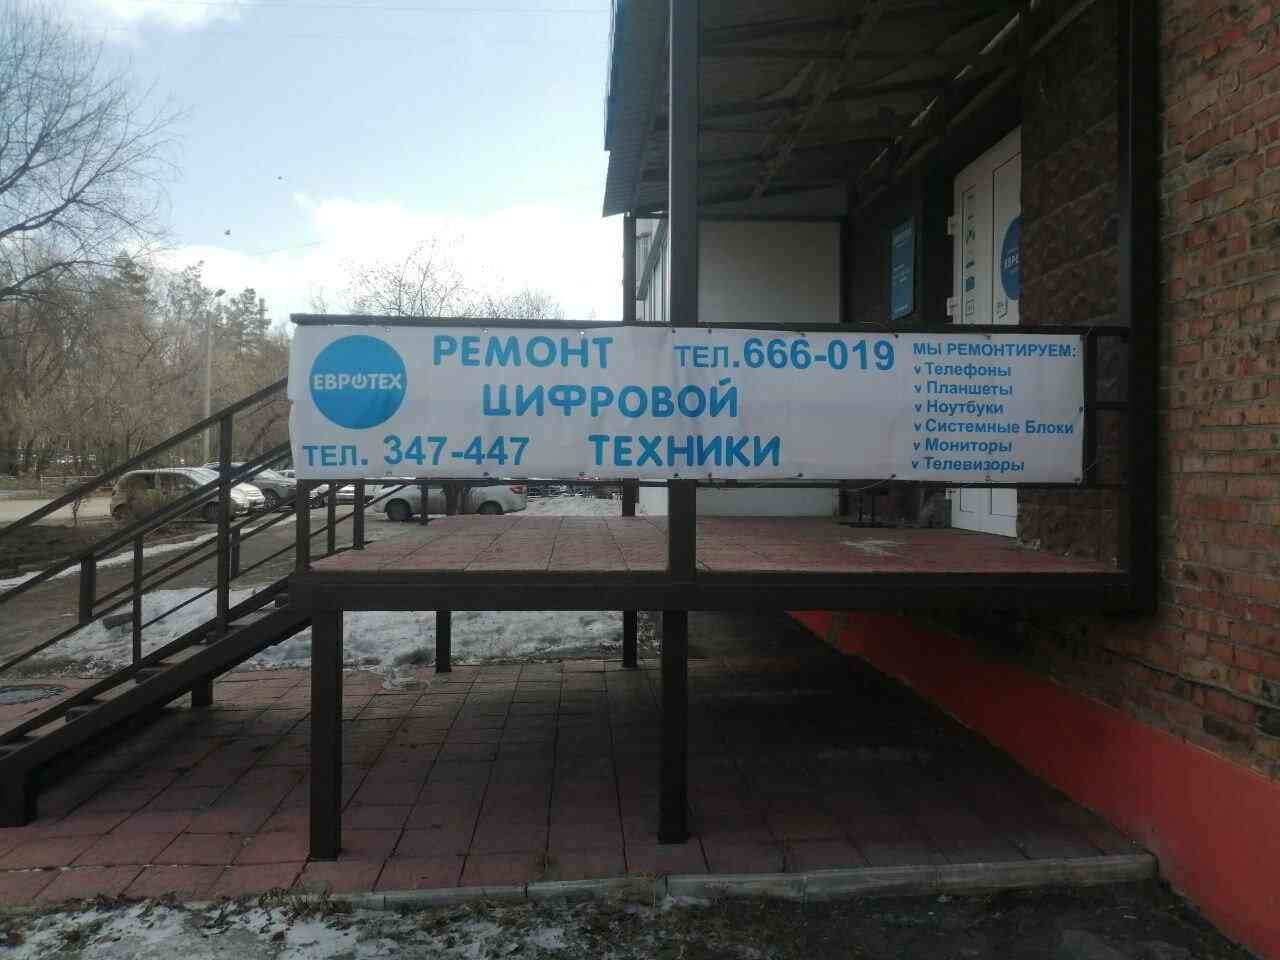 ЕВРОТЕХ
РЕМОНТ
ЦИФРОВОЙ
ТЕХНИКИ
ТЕЛ. 347-447
ТЕЛ.666-019
МЫ РЕМОНТИРУЕМ:
v Телефоны
v Планшеты
v Ноутбуки
v Системные Блоки
v Мониторы
v Телевизоры